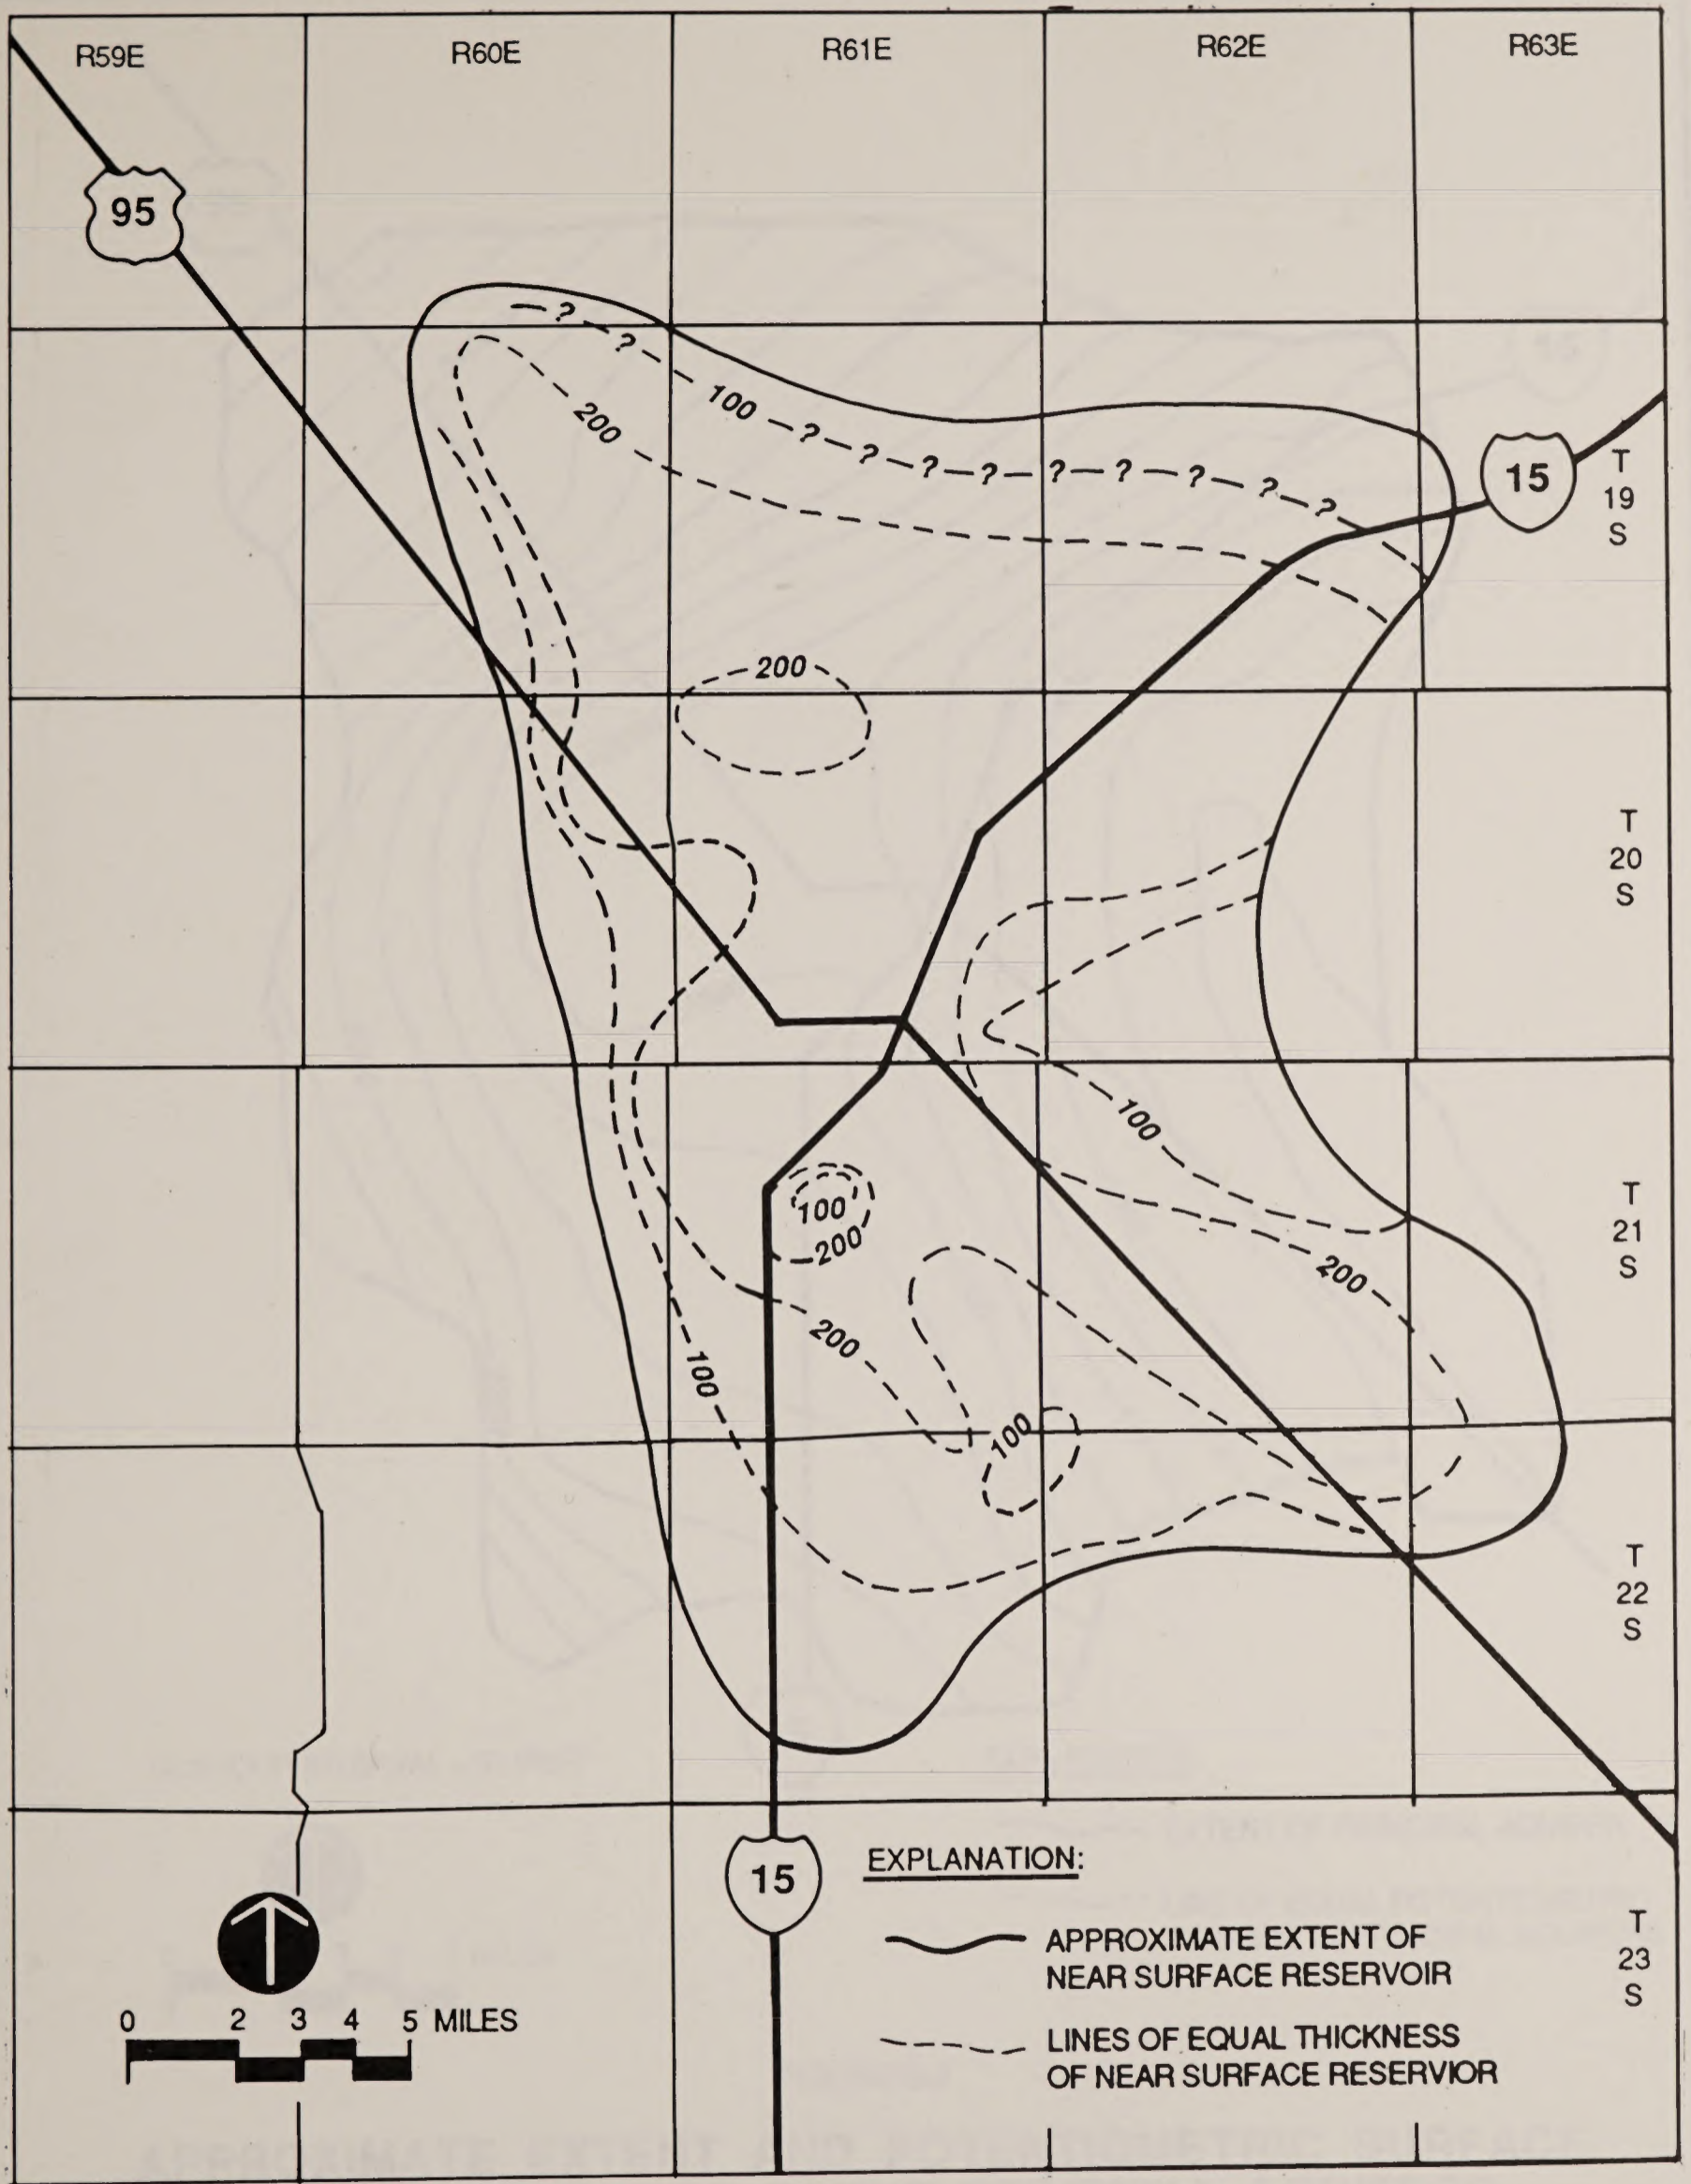 R59E
R60E
R61E
R62E
R63E
95
?
?
100
200
?
?
?
?
?
?
?
?
?
15
T
19
S
200
T
20
S
100
100
200
T
21
S
200
200
100
100
T
22
S
15
EXPLANATION:
APPROXIMATE EXTENT OF
NEAR SURFACE RESERVOIR
LINES OF EQUAL THICKNESS
OF NEAR SURFACE RESERVIOR
T
23
S
0 2 3 4 5 MILES